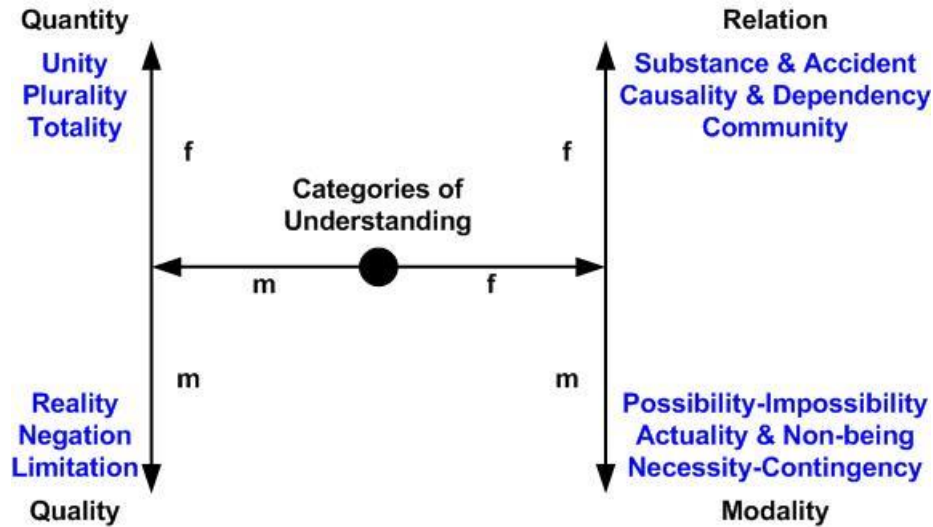 Quantity
Unity
Plurality
Totality
Relation
Substance & Accident
Causality & Dependency
Community
f
f
Categories of
Understanding
m
f
m
m
Reality
Negation
Limitation
Quality
Possibility-Impossibility
Actuality & Non-being
Necessity-Contingency
Modality